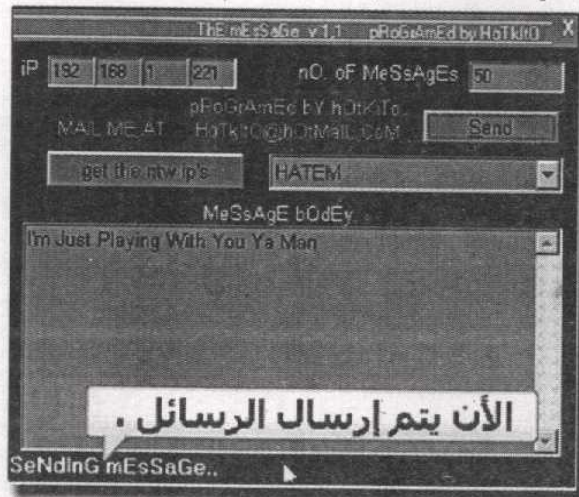 ThE mEsSaGe v 1,1 pRoGrAmEd by HoTkItO X
iP 192 168 1 221 nO. oF MeSsAgEs 50
pRoGrAmEd bY hOtKiTo
MAIL ME AT HoTkItO@hOtMaIL.CoM Send
get the ntw ip's HATEM
MeSsAgE bOdEy
I'm Just Playing With You Ya Man
الأن يتم إرسال الرسائل .
SeNdInG mEsSaGe..